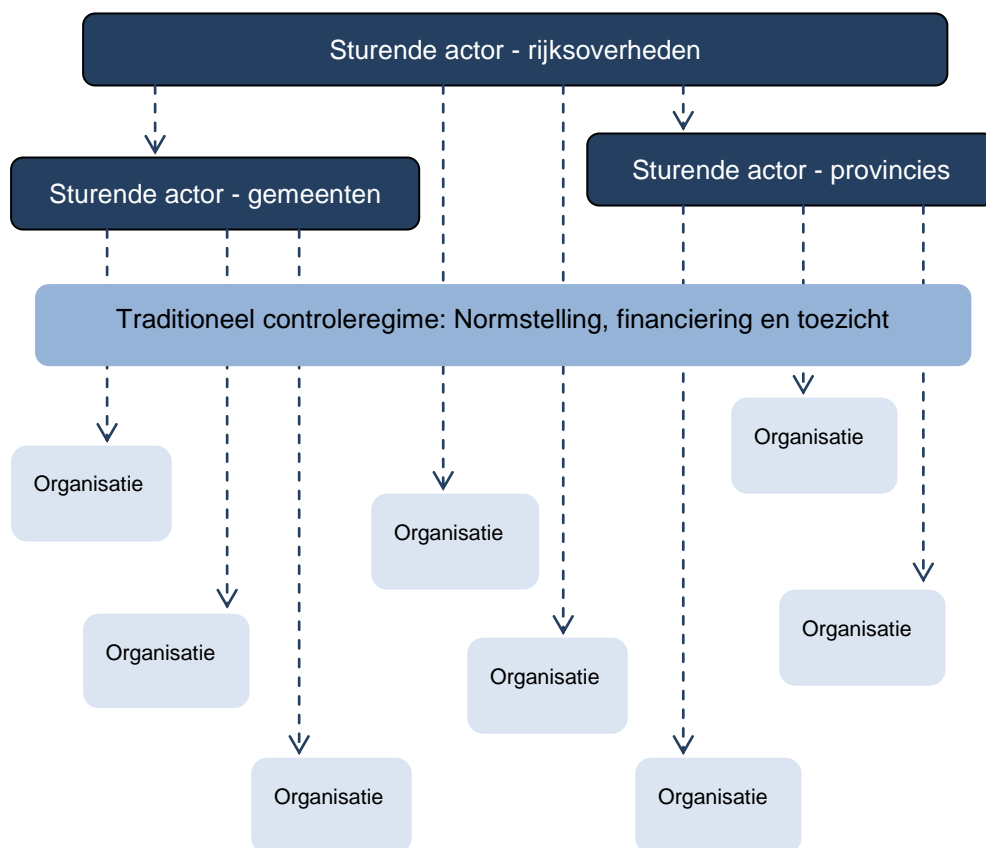 Sturende actor - rijksoverheden
Sturende actor - gemeenten
Sturende actor - provincies
Traditioneel controleregime: Normstelling, financiering en toezicht
Organisatie
Organisatie
Organisatie
Organisatie
Organisatie
Organisatie
Organisatie
Organisatie